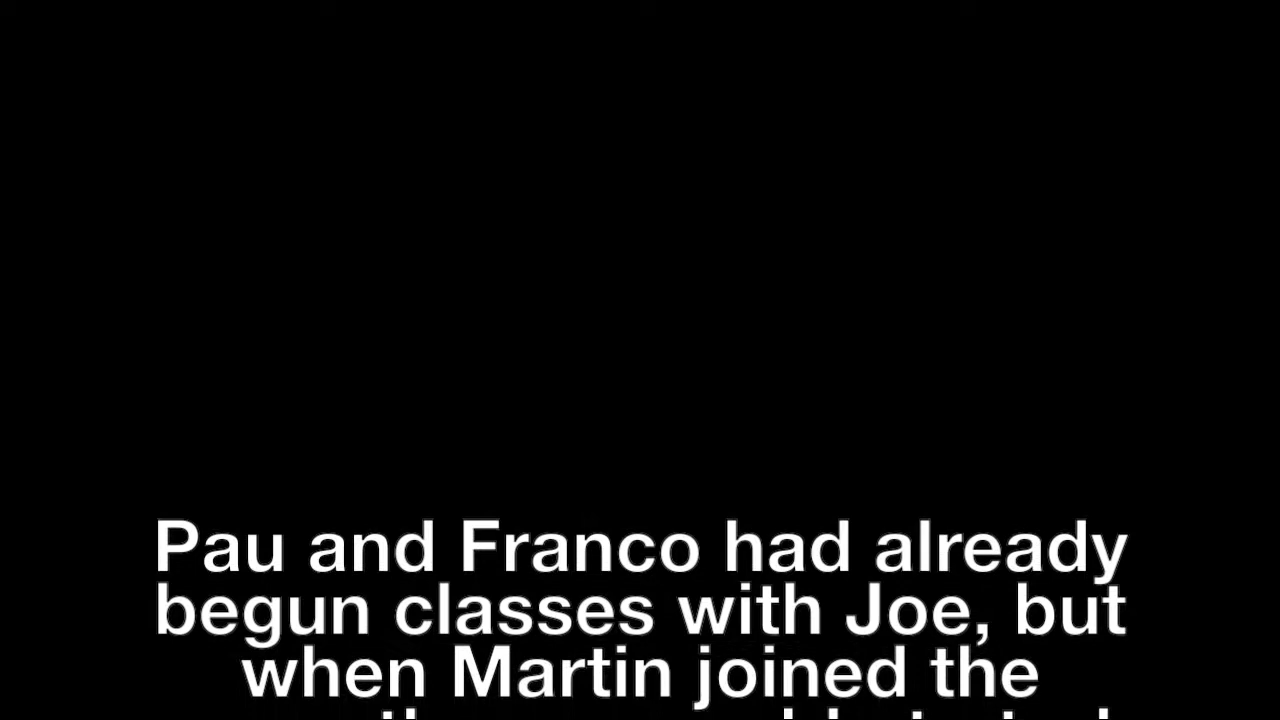 Pau and Franco had already
begun classes with Joe, but
when Martin joined the